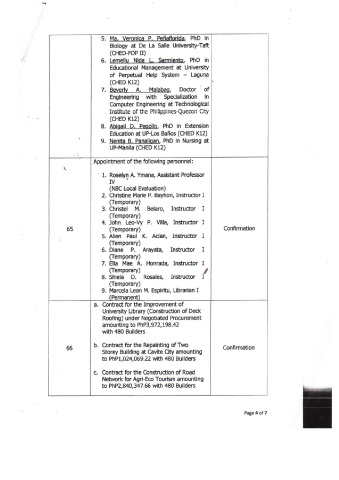 5. Ma. Veronica P. Peñaflorida, PhD in
Biology at De La Salle University-Taft
(CHED-FDP II)
6. Lemellu Nida L. Sarmiento, PhD in
Educational Management at University
of Perpetual Help System – Laguna
(CHED K12)
7. Beverly A. Malabag, Doctor of
Engineering with Specialization in
Computer Engineering at Technological
Institute of the Philippines-Quezon City
(CHED K12)
8. Abigail D. Pepillo, PhD in Extension
Education at UP-Los Baños (CHED K12)
9. Nenita B. Panaligan, PhD in Nursing at
UP-Manila (CHED K12)
Appointment of the following personnel:
1. Roselyn A. Ymana, Assistant Professor
IV
(NBC Local Evaluation)
2. Christine Marie P. Beyhon, Instructor I
(Temporary)
3. Christel M. Belaro, Instructor I
(Temporary)
4. John Leo-Vy P. Villa, Instructor I
(Temporary)
5. Allen Paul K. Acian, Instructor I
(Temporary)
6. Diane P. Arayata, Instructor I
(Temporary)
7. Ella Mae A. Honrada, Instructor I
(Temporary)
8. Shiela D. Rosales, Instructor I
(Temporary)
9. Marcela Lean M. Espiritu, Librarian I
(Permanent)
65
Confirmation
a. Contract for the Improvement of
University Library (Construction of Deck
Roofing) under Negotiated Procurement
amounting to PhP3,972,198.42
with 480 Builders
b. Contract for the Repainting of Two
Storey Building at Cavite City amounting
to PhP1,024,069.22 with 480 Builders
c. Contract for the Construction of Road
Network for Agri-Eco Tourism amounting
to PhP2,840,347.66 with 480 Builders
66
Confirmation
Page 4 of 7